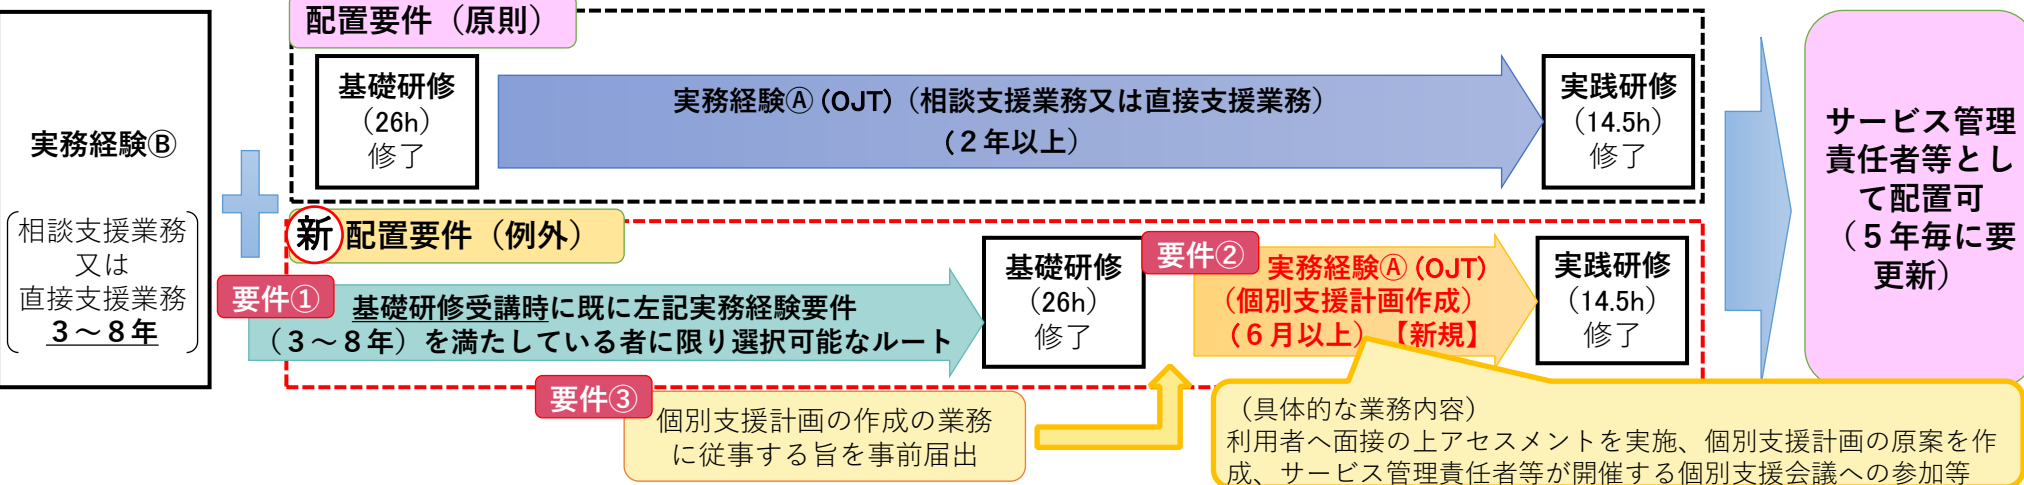 実務経験Ⓑ
相談支援業務
又は
直接支援業務
３～８年
配置要件（原則）
基礎研修
（26h）
修了
実務経験Ⓐ (OJT)（相談支援業務又は直接支援業務）
（２年以上）
実践研修
（14.5h）
修了
新 配置要件（例外）
要件①
基礎研修受講時に既に左記実務経験要件
（３～８年）を満たしている者に限り選択可能なルート
基礎研修
（26h）
修了
要件②
実務経験Ⓐ (OJT)
（個別支援計画作成）
（６月以上）【新規】
実践研修
（14.5h）
修了
要件③
個別支援計画の作成の業務
に従事する旨を事前届出
（具体的な業務内容）
利用者へ面接の上アセスメントを実施、個別支援計画の原案を作
成、サービス管理責任者等が開催する個別支援会議への参加等
サービス管理
責任者等とし
て配置可
（５年毎に要
更新）